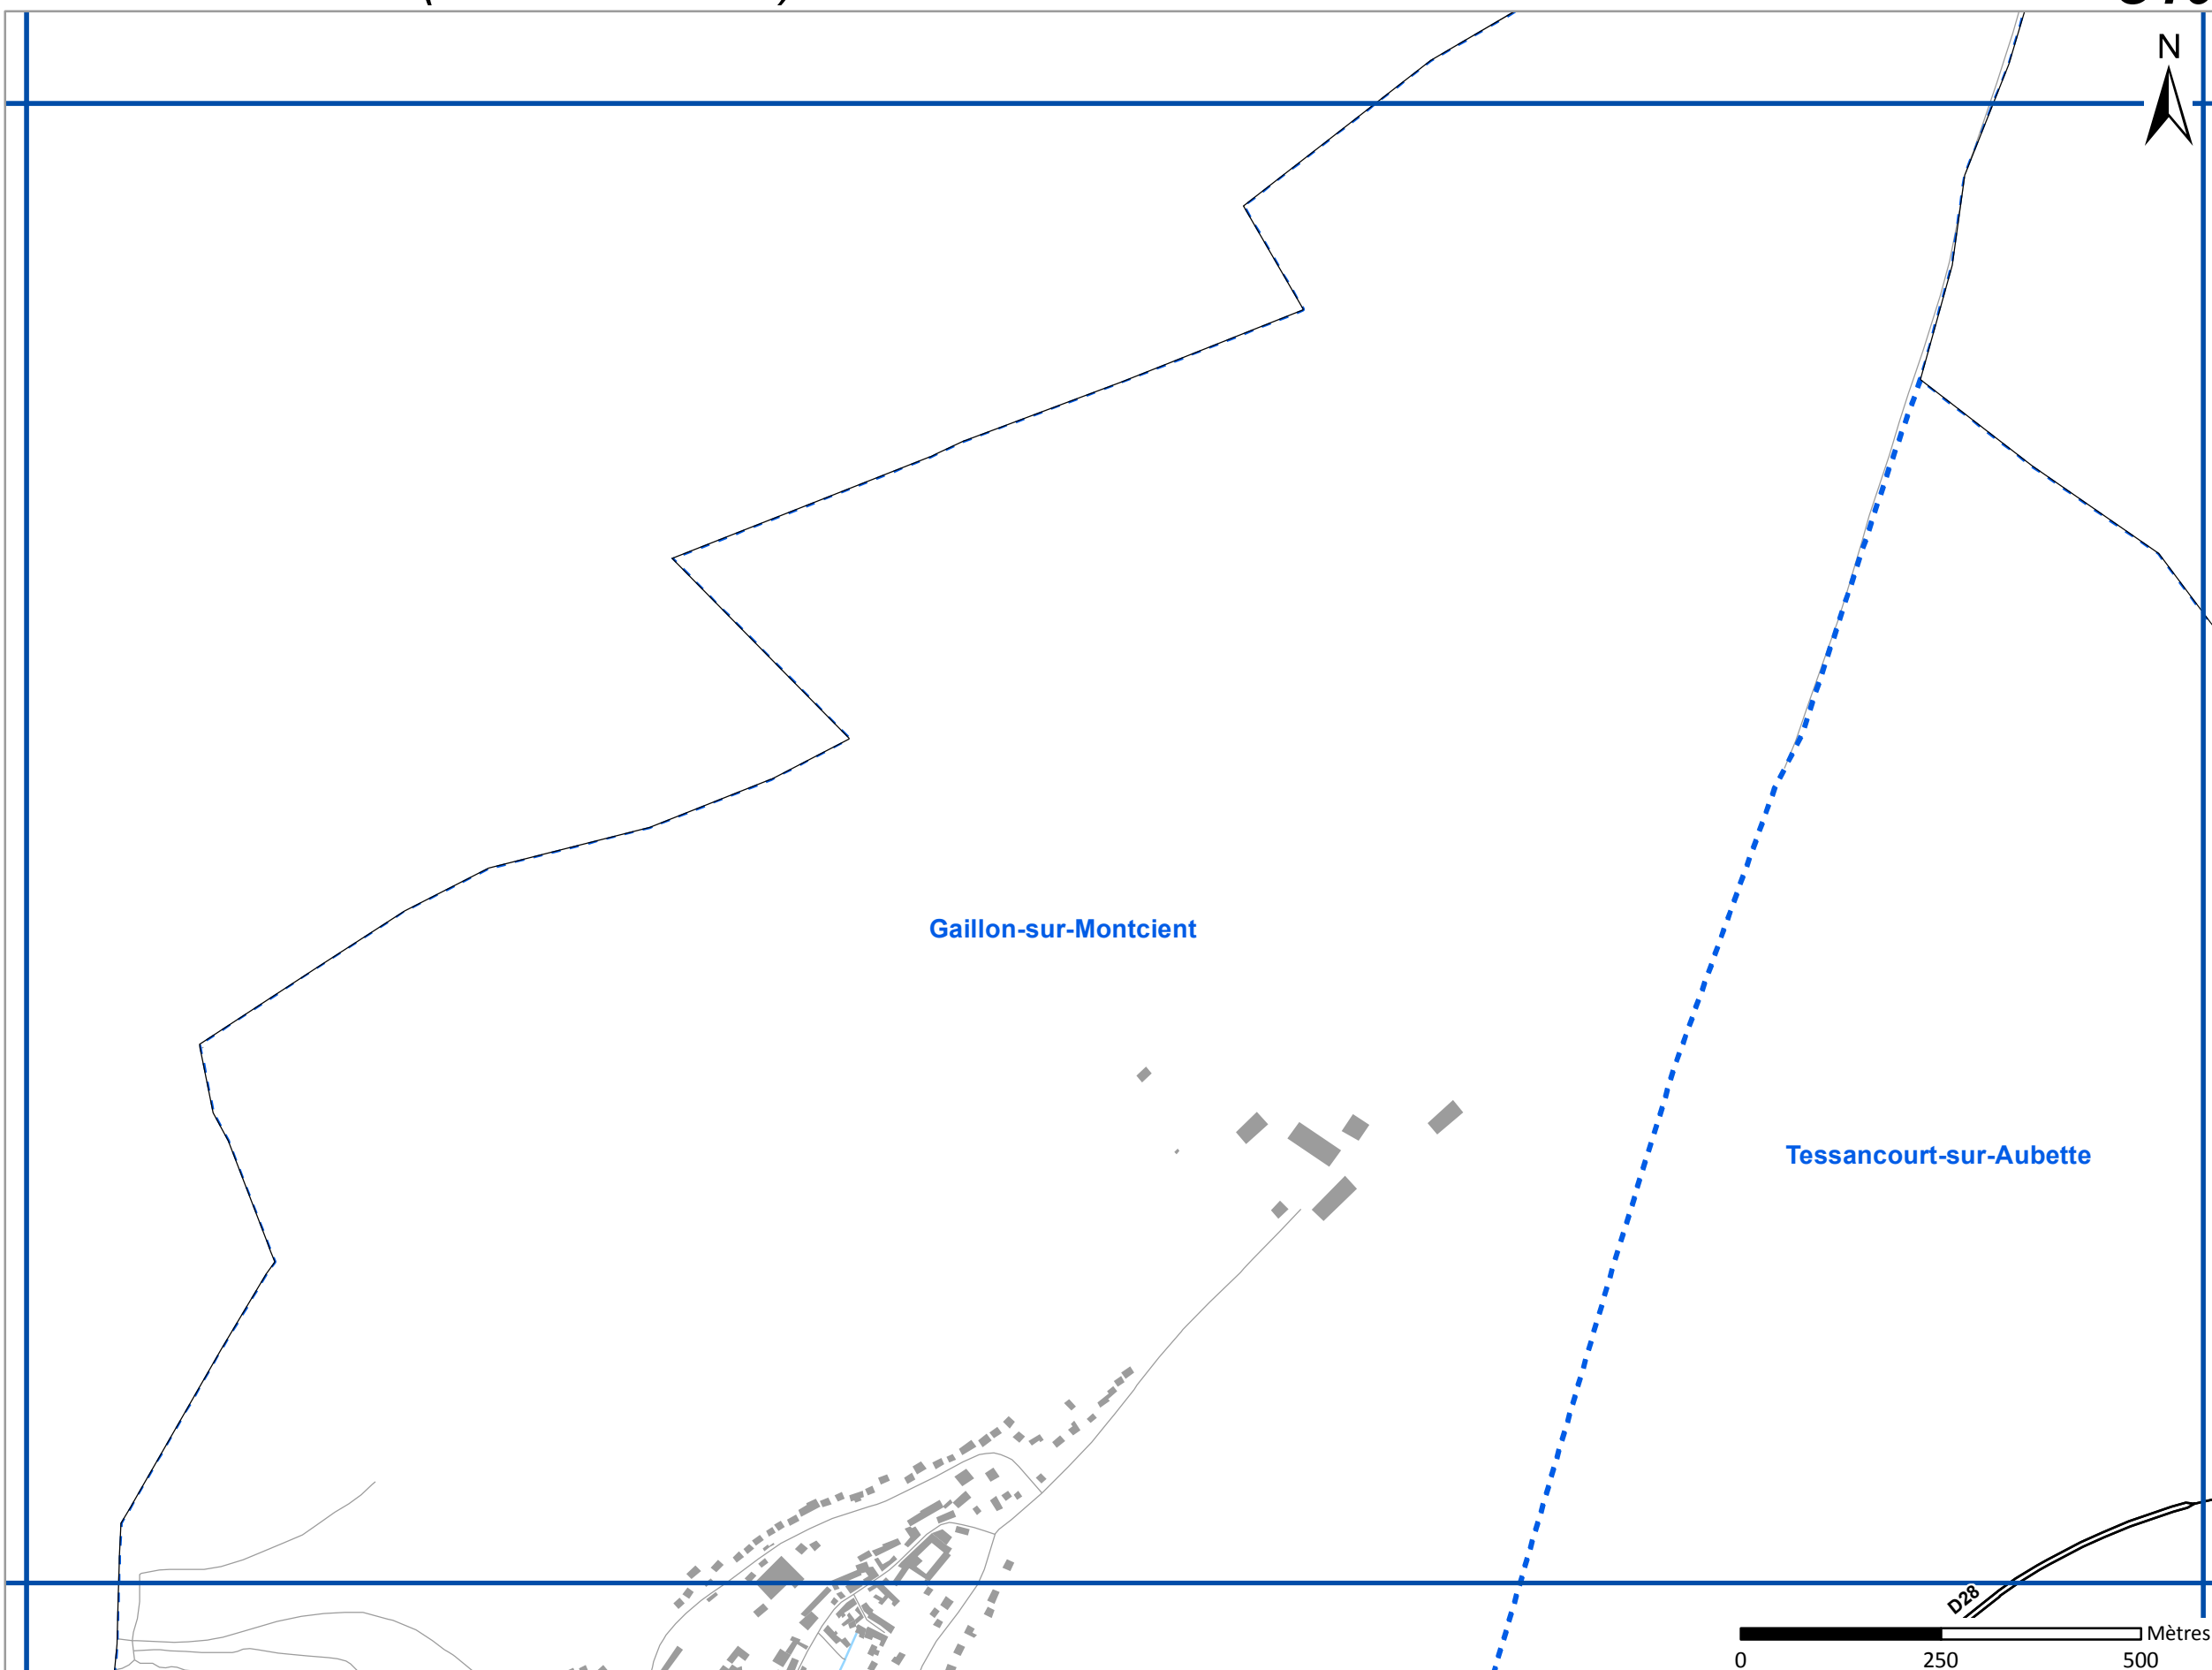 N
Gaillon-sur-Montcient
Tessancourt-sur-Aubette
D28
Mètres
0 250 500